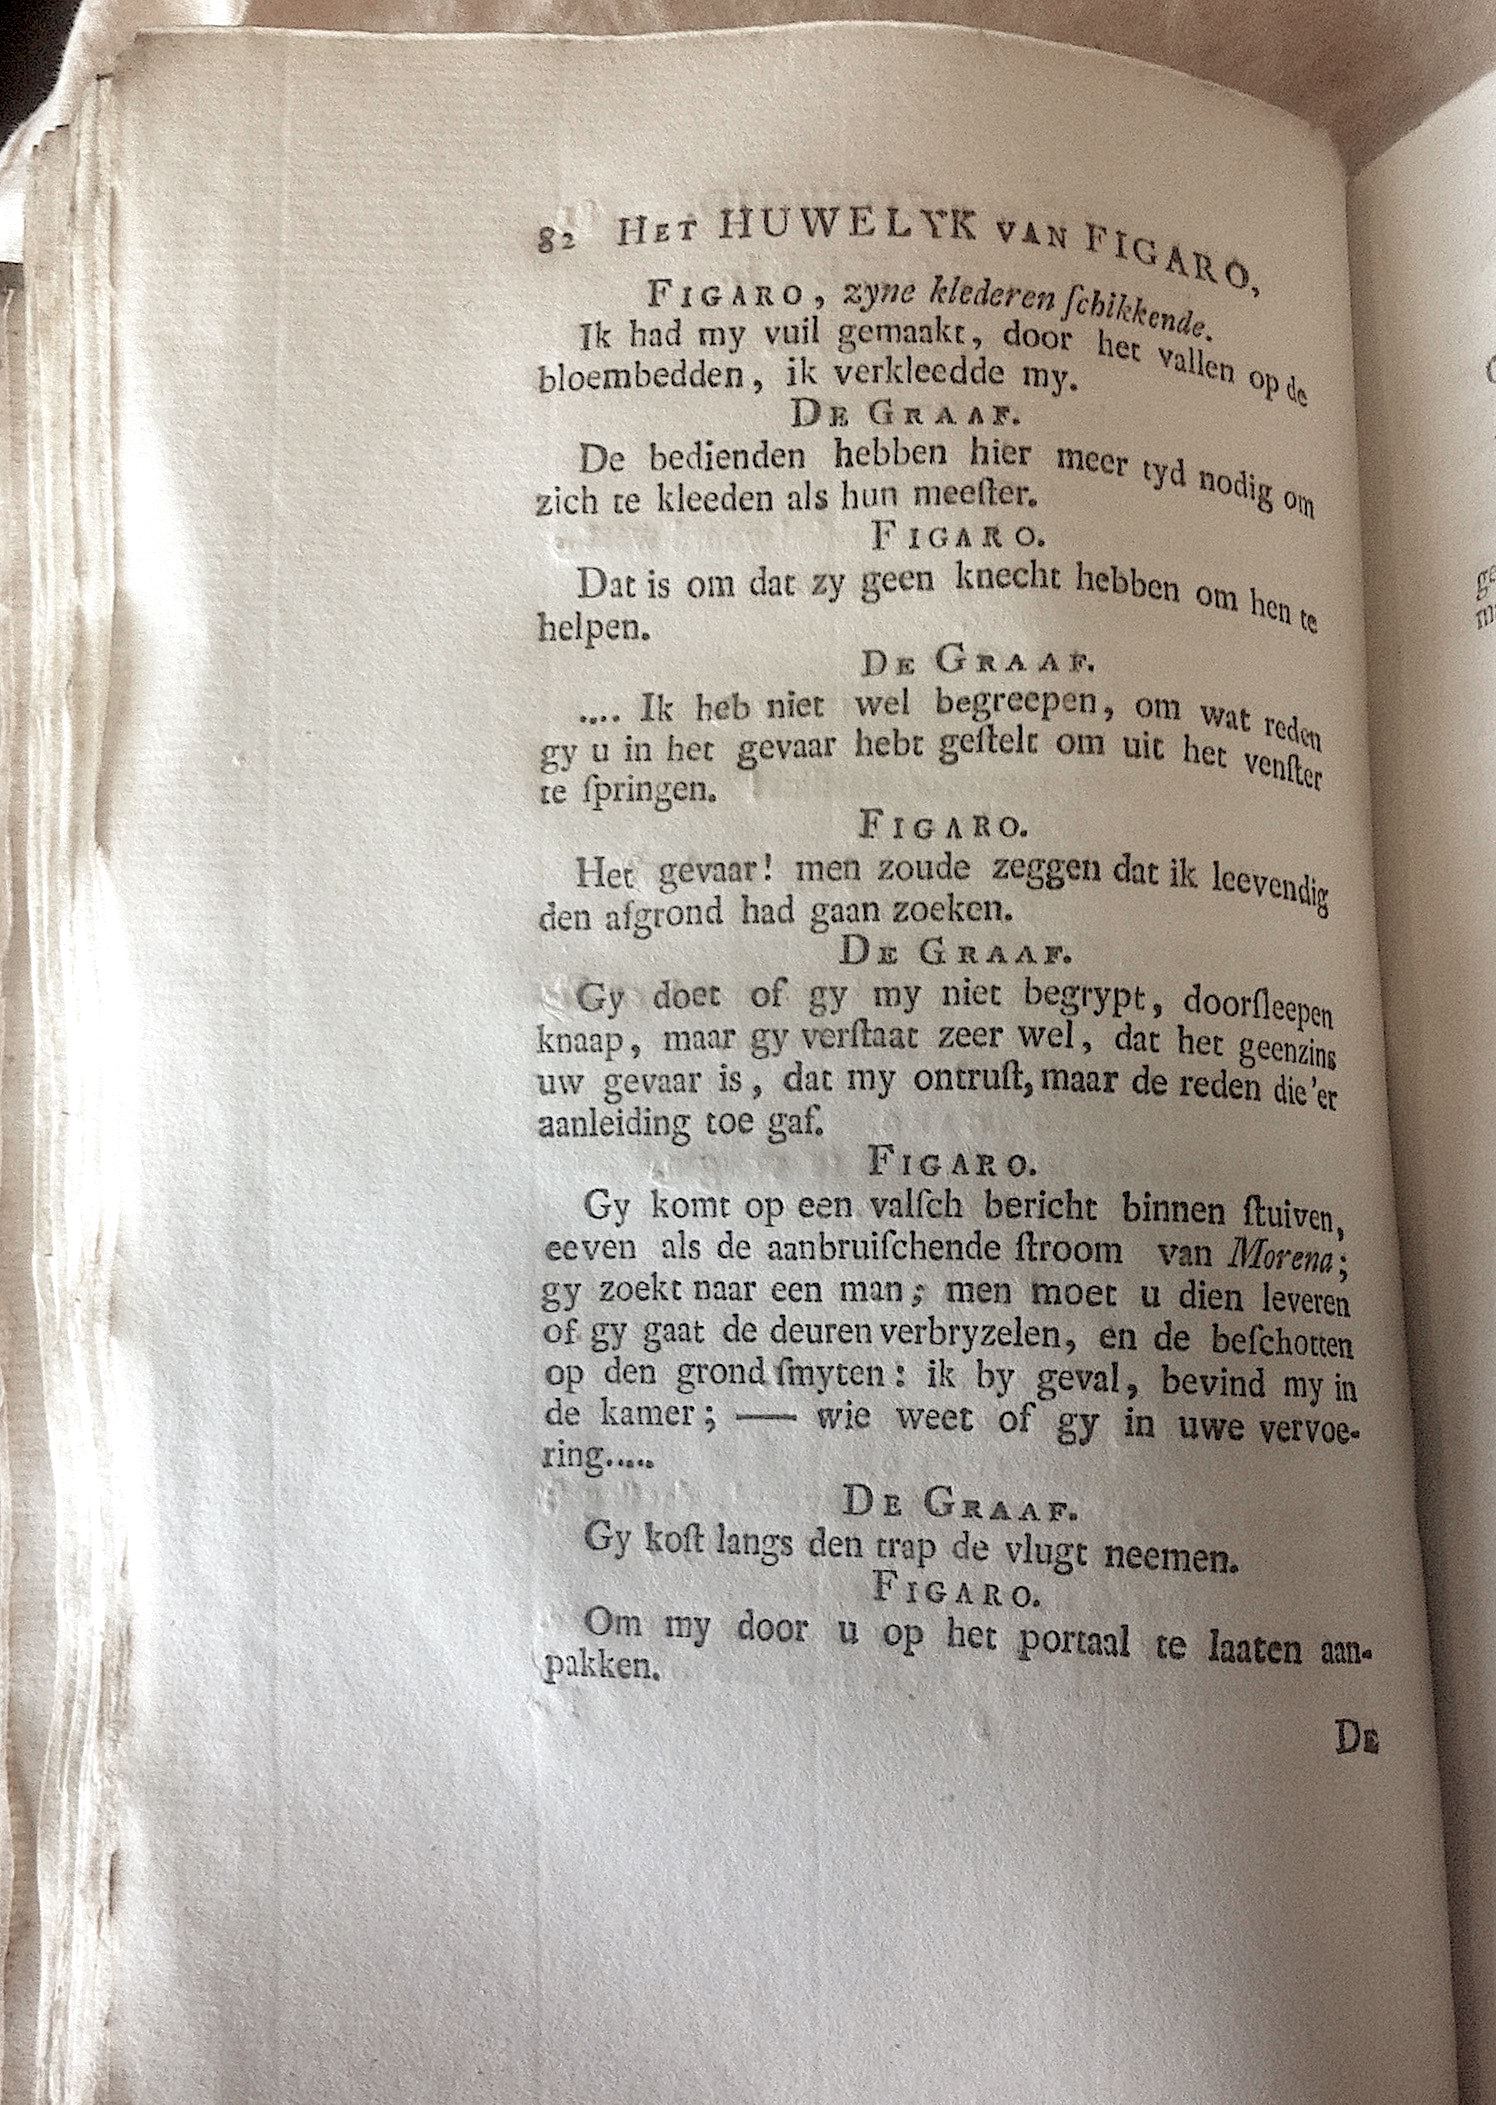 82 HET HUWELYK VAN FIGARO,
FIGARO, zyne klederen ſchikkende.
Ik had my vuil gemaakt, door het vallen op de
bloembedden, ik verkleedde my.
DE GRAAF.
De bedienden hebben hier meer tyd nodig om
zich te kleeden als hun meeſter.
FIGARO.
Dat is om dat zy geen knecht hebben om hen te
helpen.
DE GRAAF.
.... Ik heb niet wel begreepen, om wat reden
gy u in het gevaar hebt geſtelt om uit het venſter
te ſpringen.
FIGARO.
Het gevaar! men zoude zeggen dat ik leevendig
den afgrond had gaan zoeken.
DE GRAAF.
Gy doet of gy my niet begrypt, doorſleepen
knaap, maar gy verſtaat zeer wel, dat het geenzins
uw gevaar is, dat my ontruſt, maar de reden die'er
aanleiding toe gaf.
FIGARO.
Gy komt op een valſch bericht binnen ſtuiven,
eeven als de aanbruiſchende ſtroom van Morena;
gy zoekt naar een man; men moet u dien leveren
of gy gaat de deuren verbryzelen, en de beſchotten
op den grond ſmyten: ik by geval, bevind my in
de kamer; — wie weet of gy in uwe vervoe-
ring.....
DE GRAAF.
Gy koſt langs den trap de vlugt neemen.
FIGARO.
Om my door u op het portaal te laaten aan-
pakken.
DE